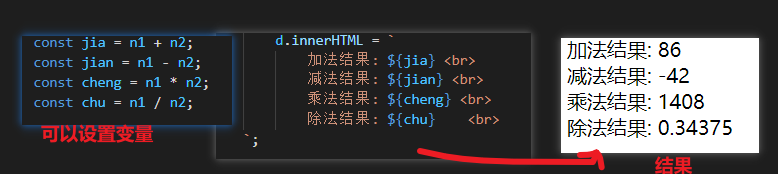 const jia = n1 + n2;
const jian = n1 - n2;
const cheng = n1 * n2;
const chu = n1 / n2;
可以设置变量
d.innerHTML = `
加法结果: ${jia} <br>
减法结果: ${jian} <br>
乘法结果: ${cheng} <br>
除法结果: ${chu} <br>
`;
加法结果: 86
减法结果: -42
乘法结果: 1408
除法结果: 0.34375
结果